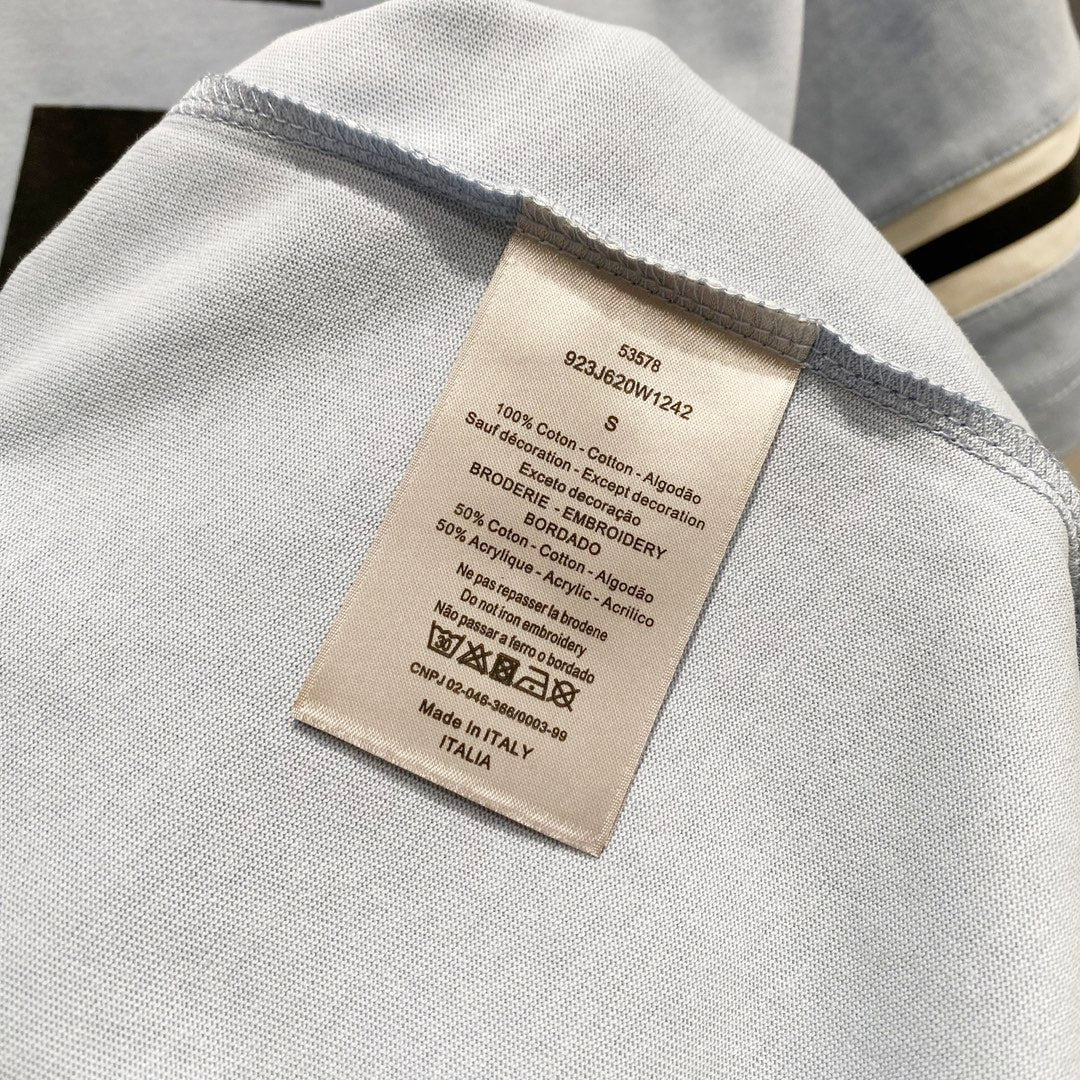 53578
923J620W1242
S
100% Coton - Cotton - Algodão
Sauf décoration - Except decoration
Exceto decoração
BRODERIE - EMBROIDERY
BORDADO
50% Coton - Cotton - Algodão
50% Acrylique - Acrylic - Acrílico
Ne pas repasser la brodene
Do not iron embroidery
Não passar a ferro o bordado
30
CNPJ 02-046-366/0003-99
Made In ITALY
ITALIA